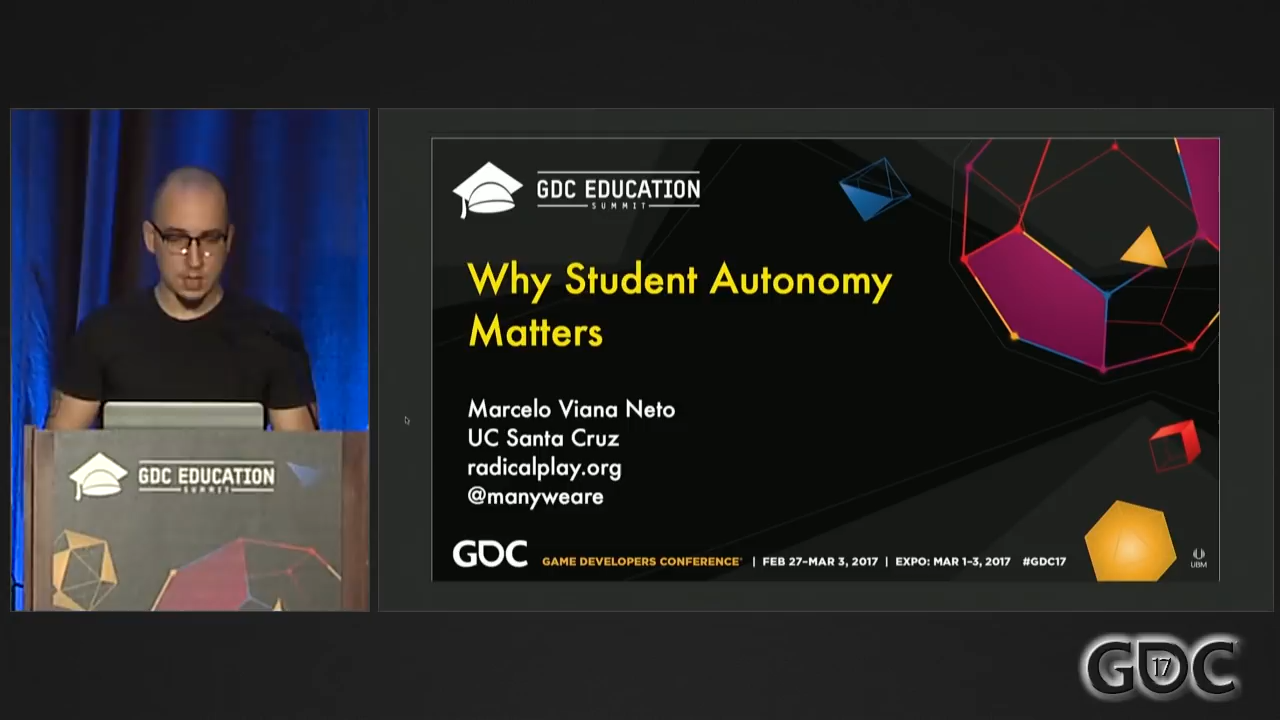 GDC EDUCATION
SUMMIT
Why Student Autonomy
Matters
Marcelo Viana Neto
UC Santa Cruz
radicalplay.org
@manyweare
GDC
GAME DEVELOPERS CONFERENCE | FEB 27–MAR 3, 2017 | EXPO: MAR 1–3, 2017 #GDC17
UBM
GDC EDUCATION
SUMMIT
GDC
17